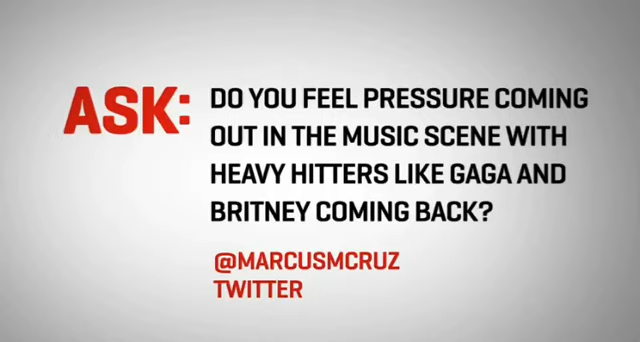 ASK:
DO YOU FEEL PRESSURE COMING
OUT IN THE MUSIC SCENE WITH
HEAVY HITTERS LIKE GAGA AND
BRITNEY COMING BACK?
@MARCUSMCRUZ
TWITTER